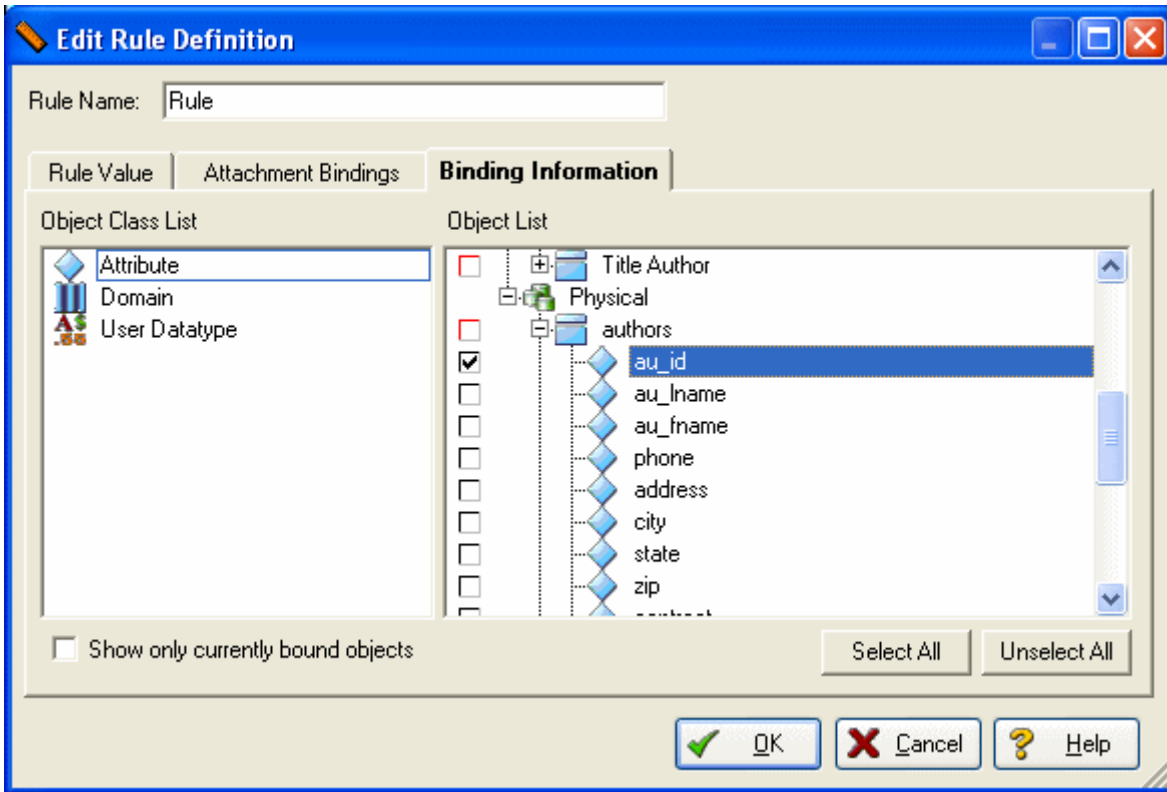 Edit Rule Definition
Rule Name: Rule
Rule Value Attachment Bindings Binding Information
Object Class List
Attribute
Domain
User Datatype
Object List
Title Author
Physical
authors
au_id
au_lname
au_fname
phone
address
city
state
zip
Show only currently bound objects
Select All Unselect All
OK Cancel Help